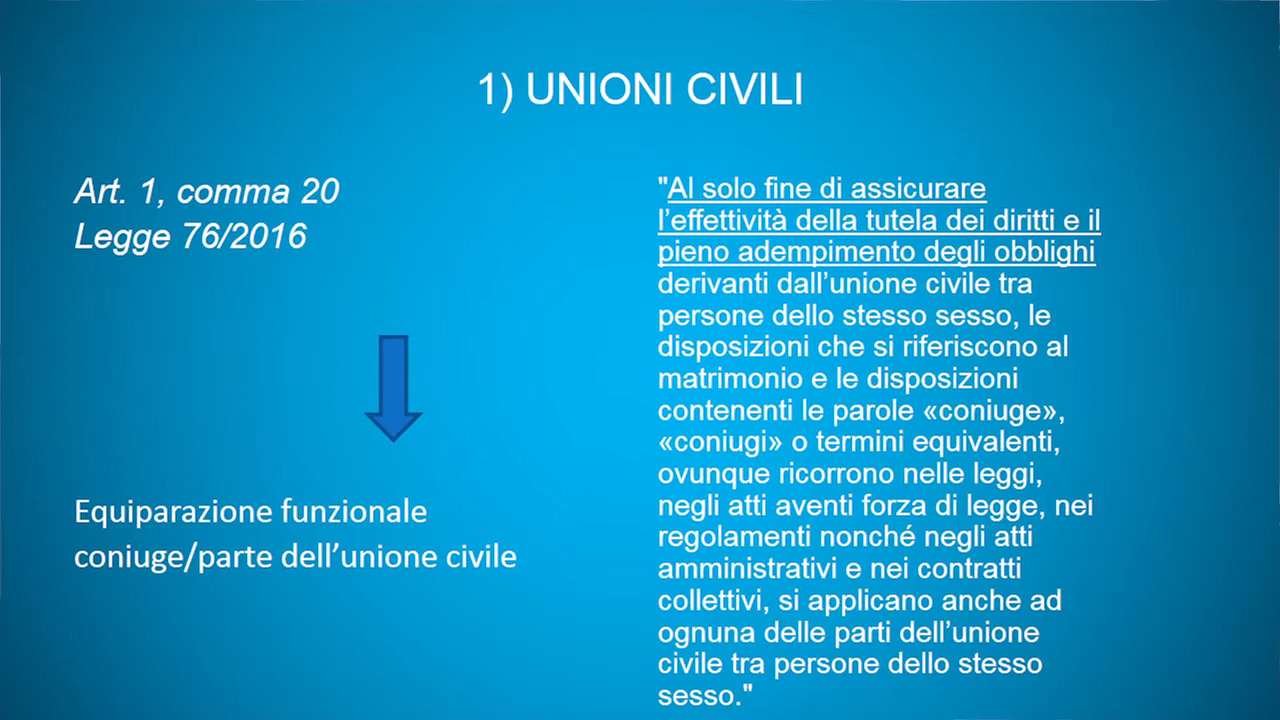 1) UNIONI CIVILI
Art. 1, comma 20
Legge 76/2016
Equiparazione funzionale
coniuge/parte dell’unione civile
"Al solo fine di assicurare
l’effettività della tutela dei diritti e il
pieno adempimento degli obblighi
derivanti dall’unione civile tra
persone dello stesso sesso, le
disposizioni che si riferiscono al
matrimonio e le disposizioni
contenenti le parole «coniuge»,
«coniugi» o termini equivalenti,
ovunque ricorrono nelle leggi,
negli atti aventi forza di legge, nei
regolamenti nonché negli atti
amministrativi e nei contratti
collettivi, si applicano anche ad
ognuna delle parti dell’unione
civile tra persone dello stesso
sesso."